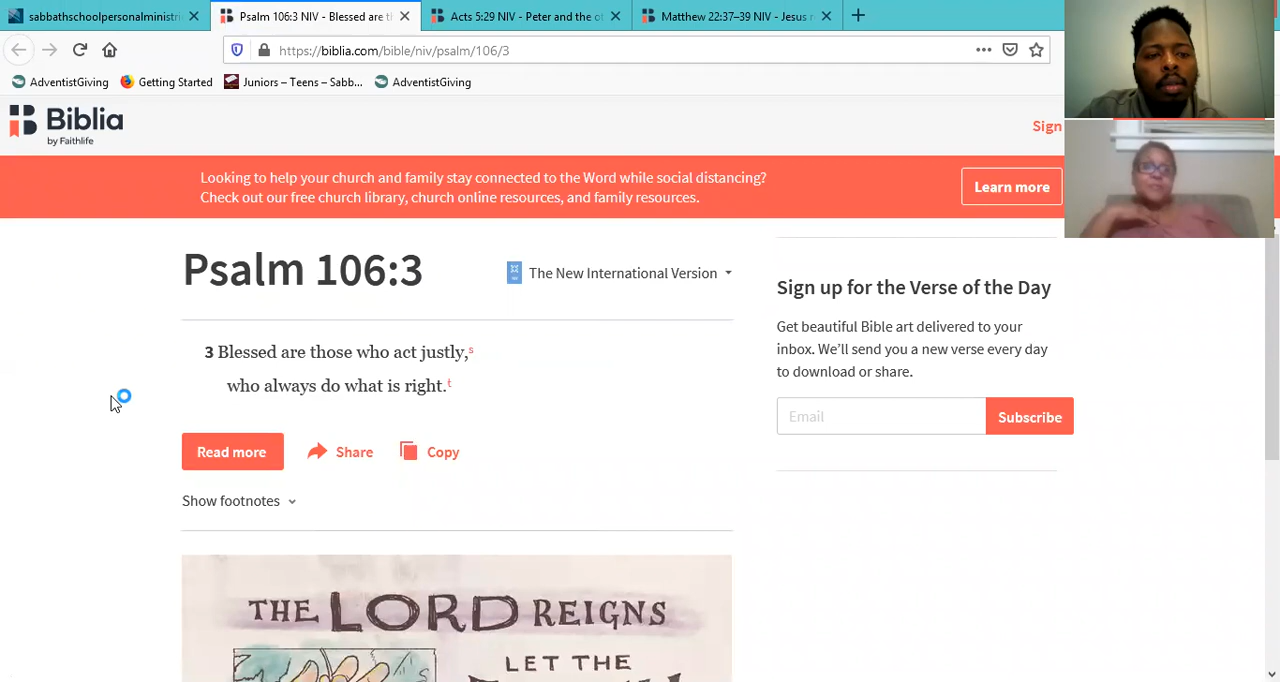 sabbathschoolpersonalministri
Psalm 106:3 NIV - Blessed are t
Acts 5:29 NIV - Peter and the o
Matthew 22:37–39 NIV - Jesus r
https://biblia.com/bible/niv/psalm/106/3
AdventistGiving
Getting Started
Juniors – Teens – Sabb...
AdventistGiving
Biblia
by Faithlife
Sign
Looking to help your church and family stay connected to the Word while social distancing?
Check out our free church library, church online resources, and family resources.
Learn more
Psalm 106:3
The New International Version
3 Blessed are those who act justly,s
who always do what is right.t
Read more
Share
Copy
Show footnotes
Sign up for the Verse of the Day
Get beautiful Bible art delivered to your
inbox. We’ll send you a new verse every day
to download or share.
Email
Subscribe
THE LORD REIGNS
LET THE